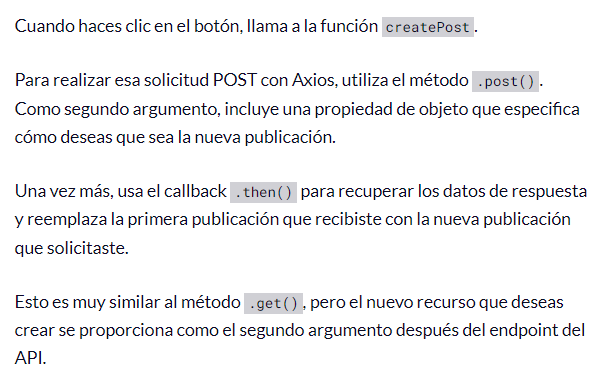 Cuando haces clic en el botón, llama a la función createPost.
Para realizar esa solicitud POST con Axios, utiliza el método .post().
Como segundo argumento, incluye una propiedad de objeto que especifica
cómo deseas que sea la nueva publicación.
Una vez más, usa el callback .then() para recuperar los datos de respuesta
y reemplaza la primera publicación que recibiste con la nueva publicación
que solicitaste.
Esto es muy similar al método .get(), pero el nuevo recurso que deseas
crear se proporciona como el segundo argumento después del endpoint del
API.